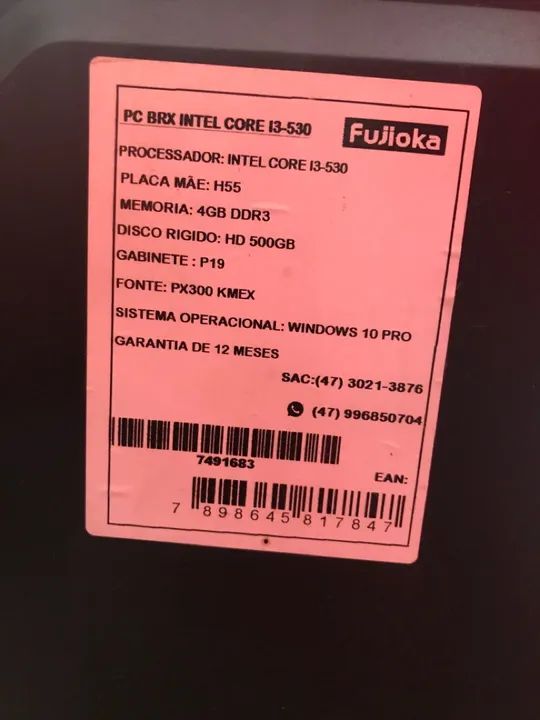 PC BRX INTEL CORE I3-530
Fujioka
PROCESSADOR: INTEL CORE I3-530
PLACA MÃE: H55
MEMORIA: 4GB DDR3
DISCO RIGIDO: HD 500GB
GABINETE : P19
FONTE: PX300 KMEX
SISTEMA OPERACIONAL: WINDOWS 10 PRO
GARANTIA DE 12 MESES
SAC:(47) 3021-3876
(47) 996850704
7491683
EAN:
7 898645 817847